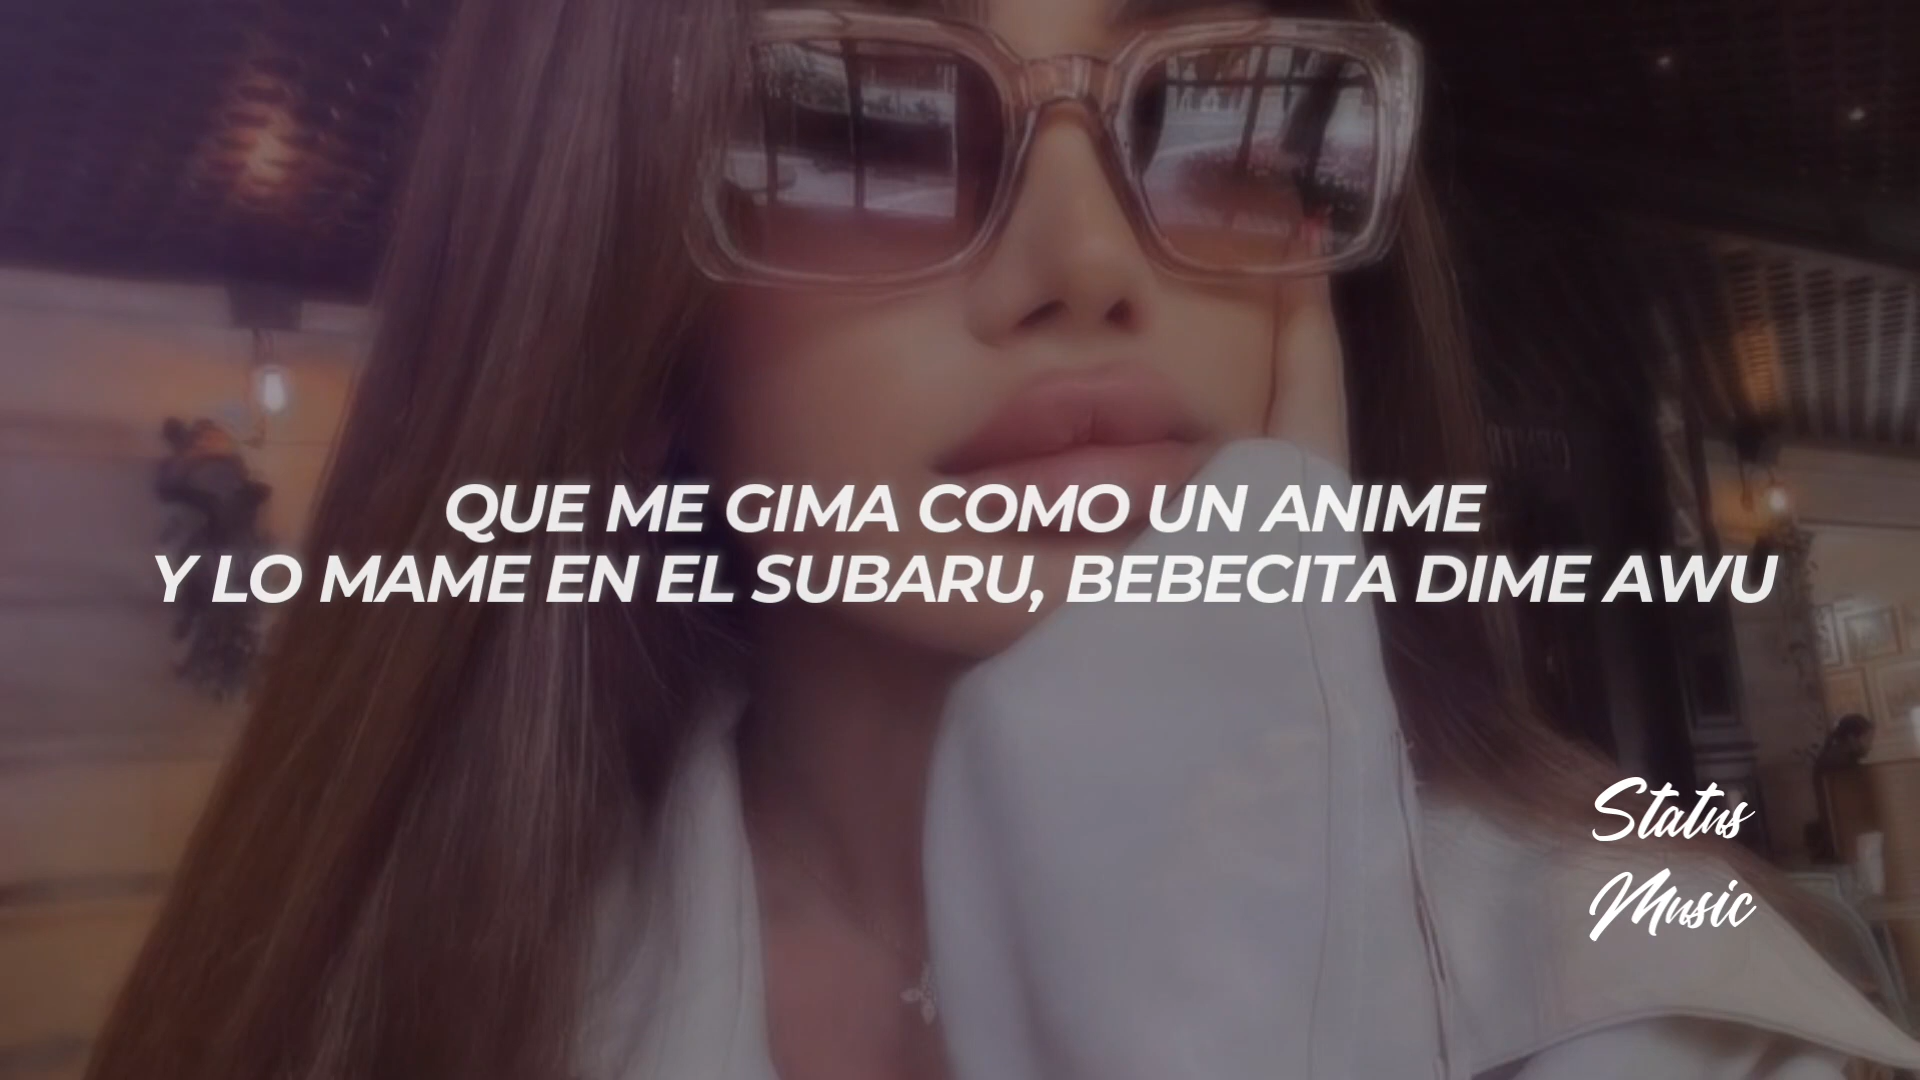 QUE ME GIMA COMO UN ANIME
Y LO MAME EN EL SUBARU, BEBECITA DIME AWU
Status
Music